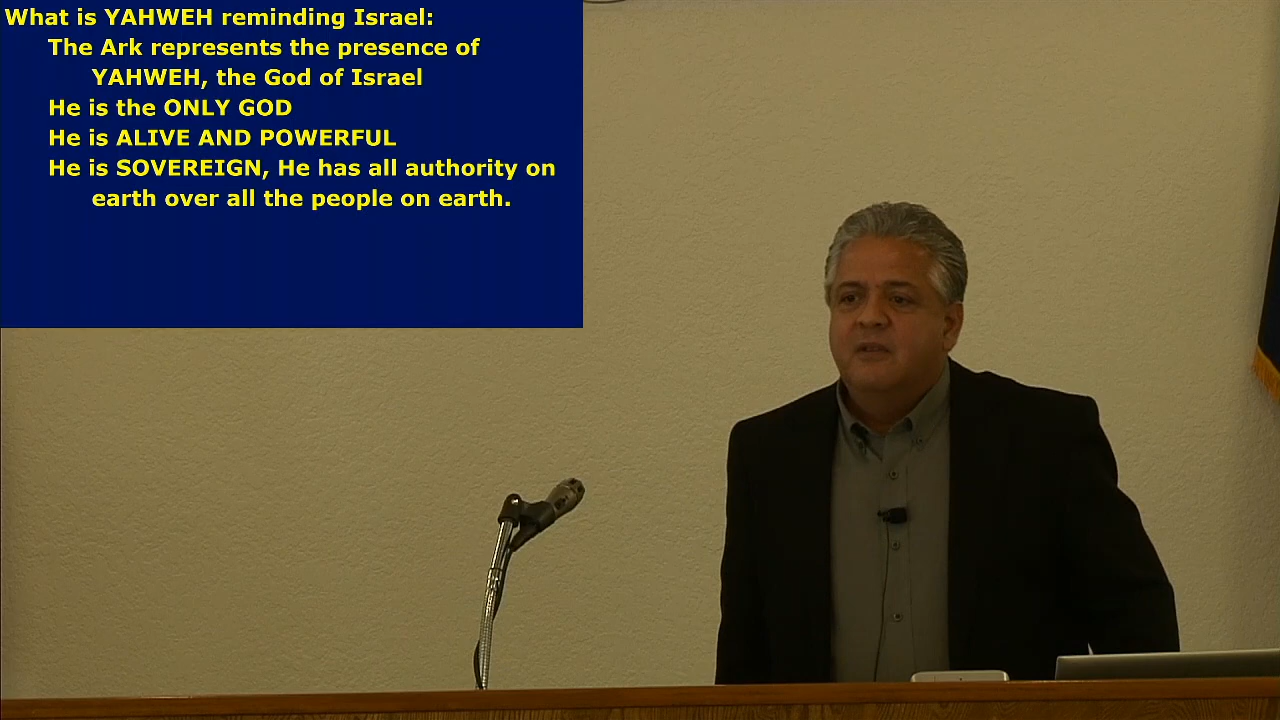 What is YAHWEH reminding Israel:
The Ark represents the presence of
YAHWEH, the God of Israel
He is the ONLY GOD
He is ALIVE AND POWERFUL
He is SOVEREIGN, He has all authority on
earth over all the people on earth.